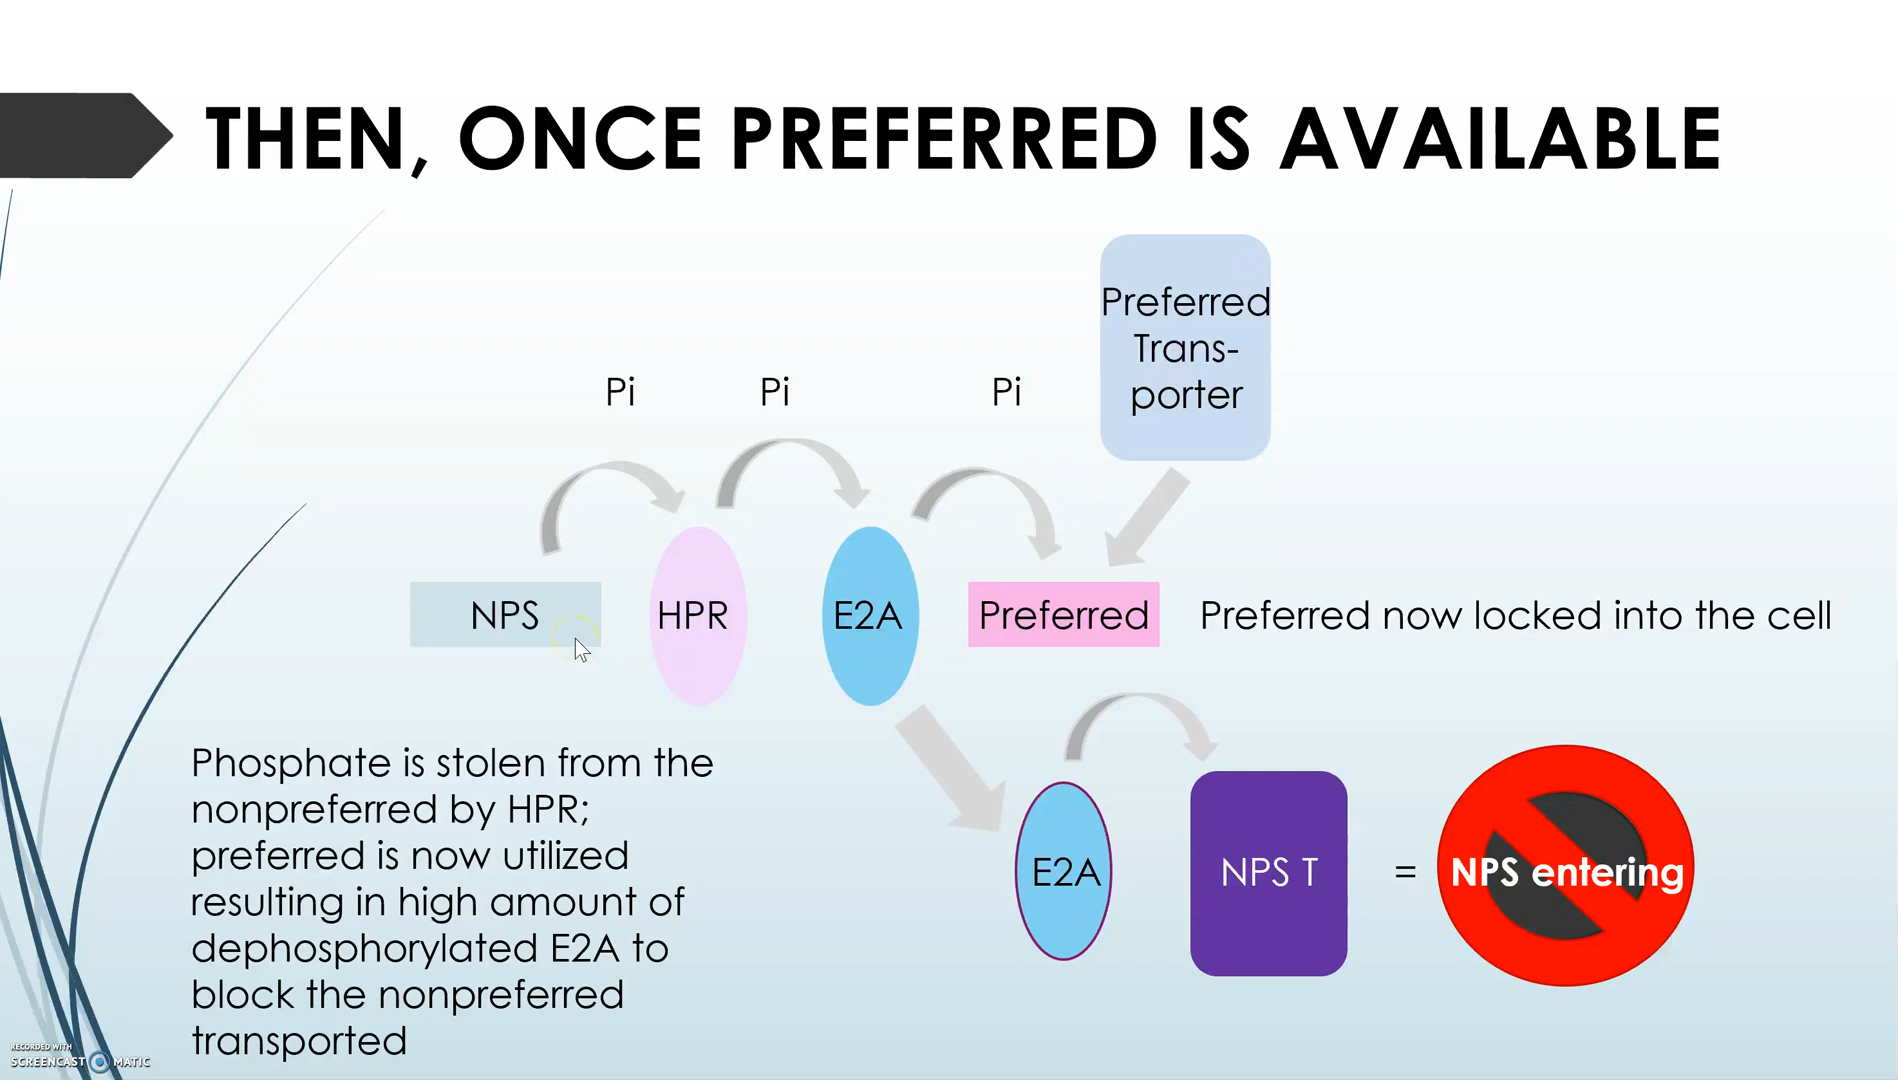 THEN, ONCE PREFERRED IS AVAILABLE
Preferred
Trans-
porter
Pi
Pi
Pi
NPS
HPR
E2A
Preferred
Preferred now locked into the cell
Phosphate is stolen from the
nonpreferred by HPR;
preferred is now utilized
resulting in high amount of
dephosphorylated E2A to
block the nonpreferred
transported
E2A
NPS T
=
NPS entering
RECORDED WITH
SCREENCAST MATIC